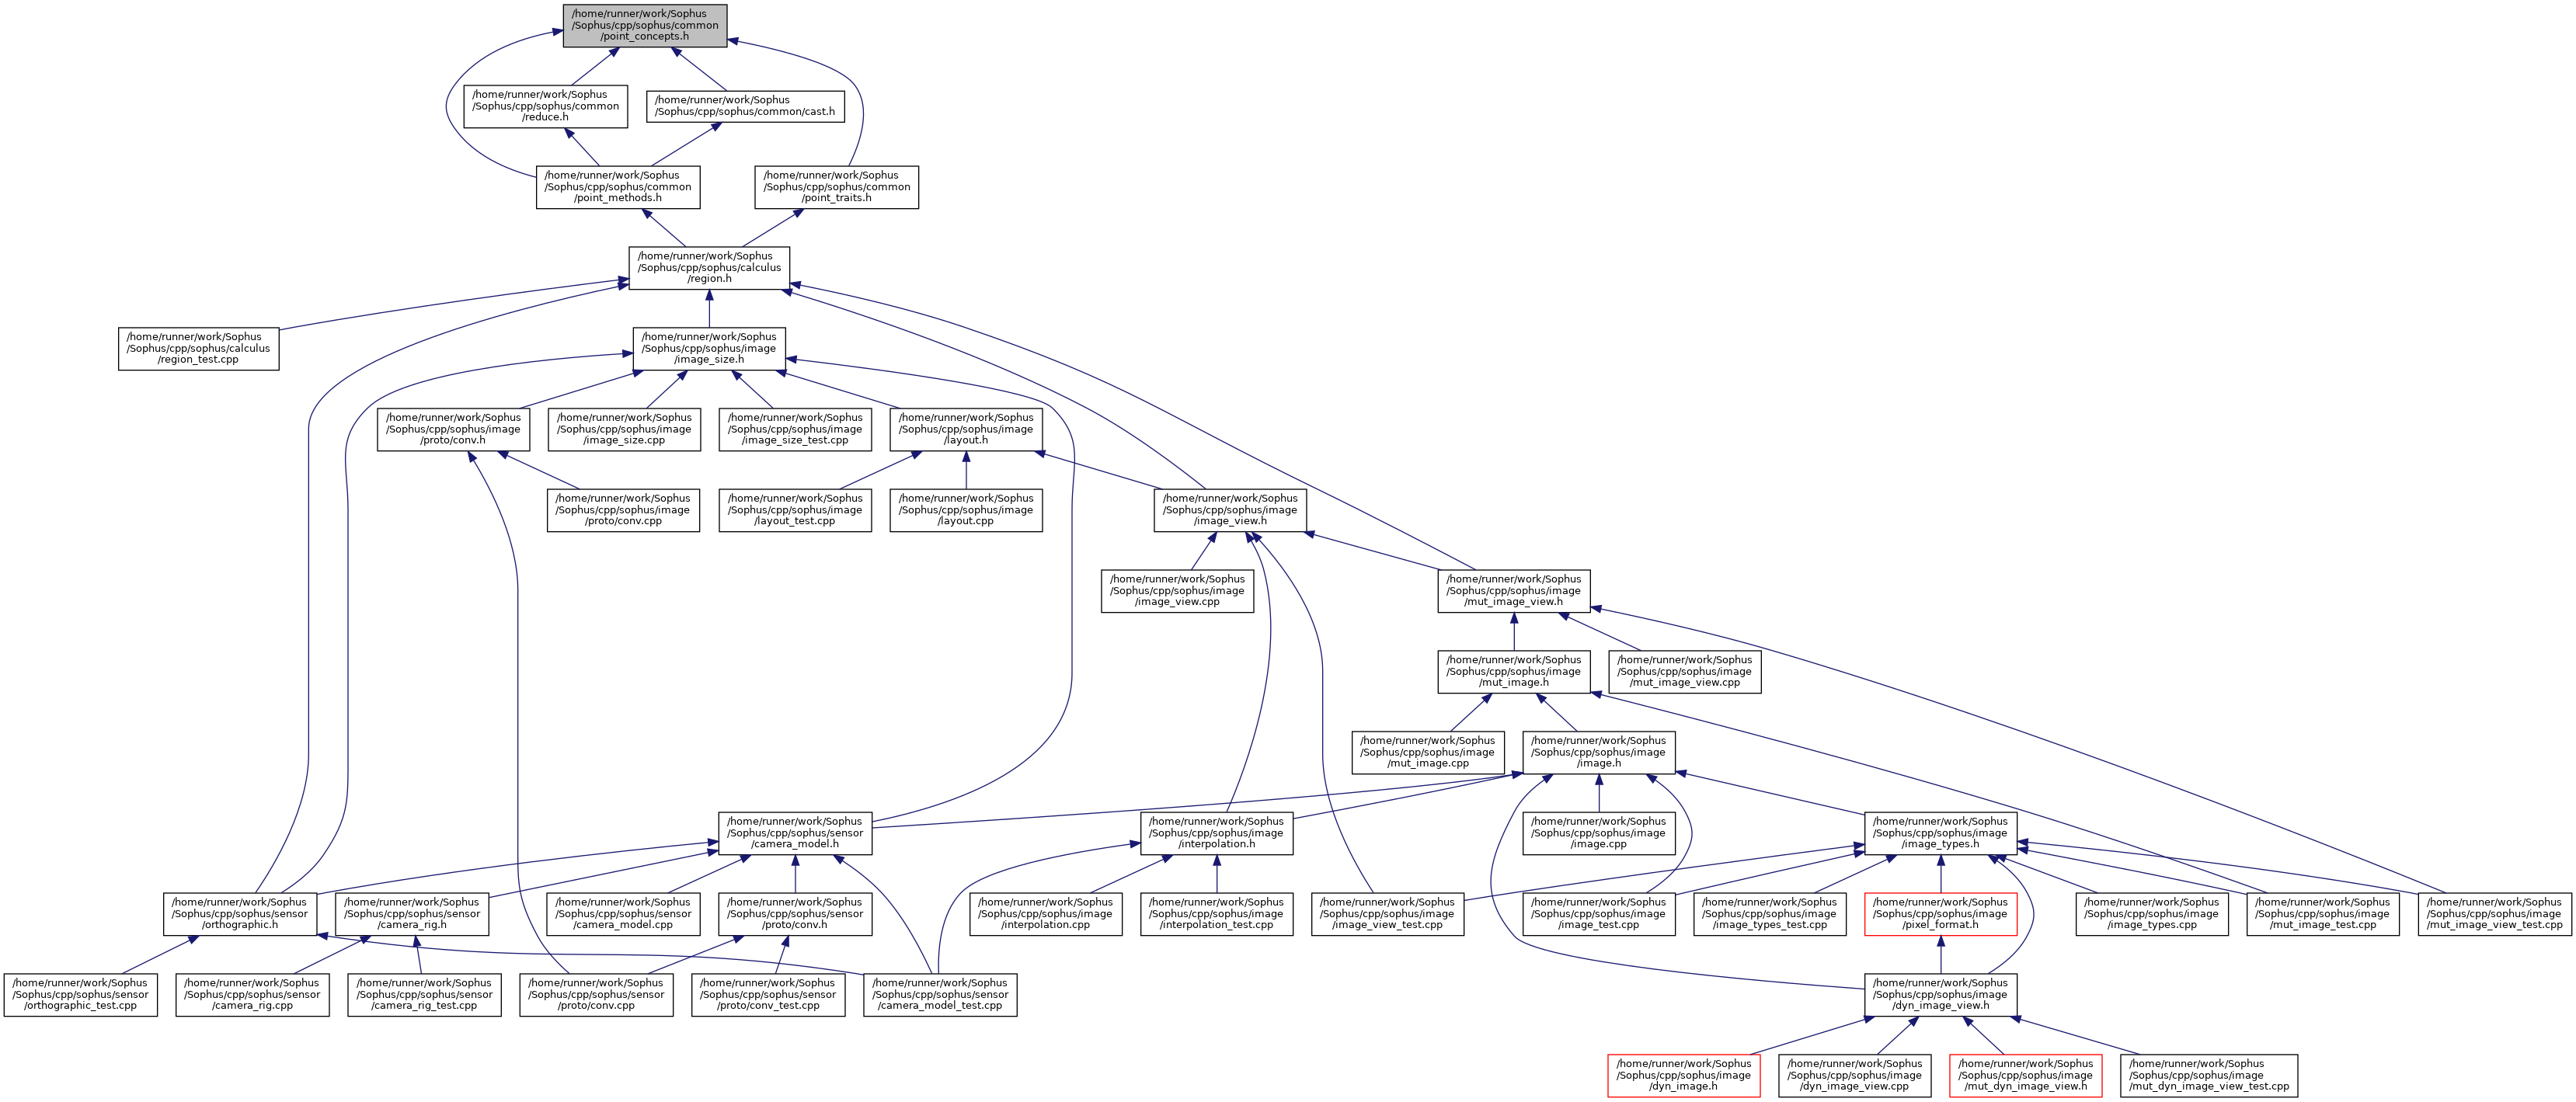 /home/runner/work/Sophus
/Sophus/cpp/sophus/common
/point_concepts.h
/home/runner/work/Sophus
/Sophus/cpp/sophus/common
/reduce.h
/home/runner/work/Sophus
/Sophus/cpp/sophus/common/cast.h
/home/runner/work/Sophus
/Sophus/cpp/sophus/common
/point_methods.h
/home/runner/work/Sophus
/Sophus/cpp/sophus/common
/point_traits.h
/home/runner/work/Sophus
/Sophus/cpp/sophus/calculus
/region.h
/home/runner/work/Sophus
/Sophus/cpp/sophus/calculus
/region_test.cpp
/home/runner/work/Sophus
/Sophus/cpp/sophus/image
/image_size.h
/home/runner/work/Sophus
/Sophus/cpp/sophus/image
/proto/conv.h
/home/runner/work/Sophus
/Sophus/cpp/sophus/image
/image_size.cpp
/home/runner/work/Sophus
/Sophus/cpp/sophus/image
/image_size_test.cpp
/home/runner/work/Sophus
/Sophus/cpp/sophus/image
/layout.h
/home/runner/work/Sophus
/Sophus/cpp/sophus/image
/proto/conv.cpp
/home/runner/work/Sophus
/Sophus/cpp/sophus/image
/layout_test.cpp
/home/runner/work/Sophus
/Sophus/cpp/sophus/image
/layout.cpp
/home/runner/work/Sophus
/Sophus/cpp/sophus/image
/image_view.h
/home/runner/work/Sophus
/Sophus/cpp/sophus/image
/image_view.cpp
/home/runner/work/Sophus
/Sophus/cpp/sophus/image
/mut_image_view.h
/home/runner/work/Sophus
/Sophus/cpp/sophus/image
/mut_image.h
/home/runner/work/Sophus
/Sophus/cpp/sophus/image
/mut_image_view.cpp
/home/runner/work/Sophus
/Sophus/cpp/sophus/image
/mut_image.cpp
/home/runner/work/Sophus
/Sophus/cpp/sophus/image
/image.h
/home/runner/work/Sophus
/Sophus/cpp/sophus/sensor
/camera_model.h
/home/runner/work/Sophus
/Sophus/cpp/sophus/image
/interpolation.h
/home/runner/work/Sophus
/Sophus/cpp/sophus/image
/image.cpp
/home/runner/work/Sophus
/Sophus/cpp/sophus/image
/image_types.h
/home/runner/work/Sophus
/Sophus/cpp/sophus/sensor
/orthographic.h
/home/runner/work/Sophus
/Sophus/cpp/sophus/sensor
/camera_rig.h
/home/runner/work/Sophus
/Sophus/cpp/sophus/sensor
/camera_model.cpp
/home/runner/work/Sophus
/Sophus/cpp/sophus/sensor
/proto/conv.h
/home/runner/work/Sophus
/Sophus/cpp/sophus/image
/interpolation.cpp
/home/runner/work/Sophus
/Sophus/cpp/sophus/image
/interpolation_test.cpp
/home/runner/work/Sophus
/Sophus/cpp/sophus/image
/image_view_test.cpp
/home/runner/work/Sophus
/Sophus/cpp/sophus/image
/image_test.cpp
/home/runner/work/Sophus
/Sophus/cpp/sophus/image
/image_types_test.cpp
/home/runner/work/Sophus
/Sophus/cpp/sophus/image
/pixel_format.h
/home/runner/work/Sophus
/Sophus/cpp/sophus/image
/image_types.cpp
/home/runner/work/Sophus
/Sophus/cpp/sophus/image
/mut_image_test.cpp
/home/runner/work/Sophus
/Sophus/cpp/sophus/image
/mut_image_view_test.cpp
/home/runner/work/Sophus
/Sophus/cpp/sophus/sensor
/orthographic_test.cpp
/home/runner/work/Sophus
/Sophus/cpp/sophus/sensor
/camera_rig.cpp
/home/runner/work/Sophus
/Sophus/cpp/sophus/sensor
/camera_rig_test.cpp
/home/runner/work/Sophus
/Sophus/cpp/sophus/sensor
/proto/conv.cpp
/home/runner/work/Sophus
/Sophus/cpp/sophus/sensor
/proto/conv_test.cpp
/home/runner/work/Sophus
/Sophus/cpp/sophus/sensor
/camera_model_test.cpp
/home/runner/work/Sophus
/Sophus/cpp/sophus/image
/dyn_image_view.h
/home/runner/work/Sophus
/Sophus/cpp/sophus/image
/dyn_image.h
/home/runner/work/Sophus
/Sophus/cpp/sophus/image
/dyn_image_view.cpp
/home/runner/work/Sophus
/Sophus/cpp/sophus/image
/mut_dyn_image_view.h
/home/runner/work/Sophus
/Sophus/cpp/sophus/image
/mut_dyn_image_view_test.cpp